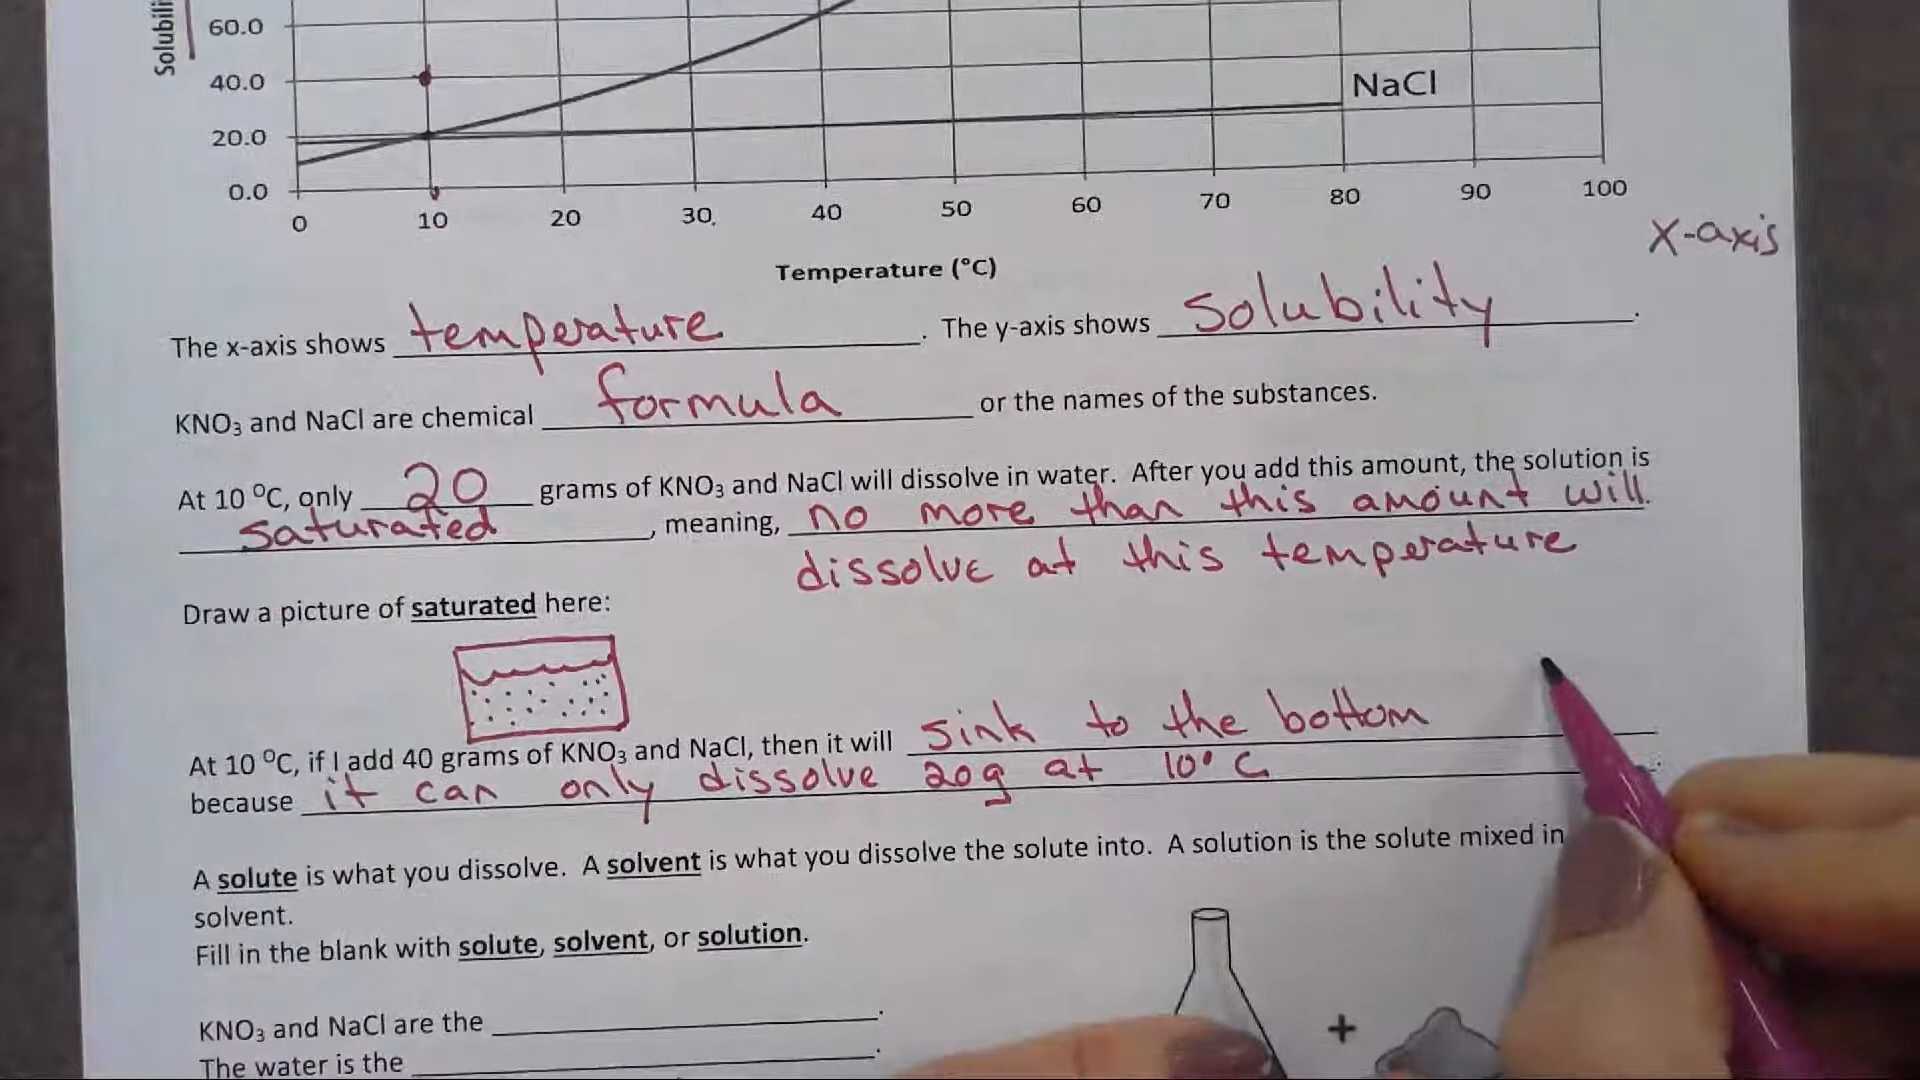 Solubili
60.0
40.0
20.0
0.0
NaCl
0 10 20 30 40 50 60 70 80 90 100
x-axis
Temperature (°C)
The x-axis shows temperature. The y-axis shows solubility.
KNO₃ and NaCl are chemical formula or the names of the substances.
At 10 °C, only 20 grams of KNO₃ and NaCl will dissolve in water. After you add this amount, the solution is
saturated, meaning, no more than this amount will
dissolve at this temperature
Draw a picture of saturated here:
At 10 °C, if I add 40 grams of KNO₃ and NaCl, then it will sink to the bottom
because it can only dissolve 20g at 10° C.
A solute is what you dissolve. A solvent is what you dissolve the solute into. A solution is the solute mixed in
solvent.
Fill in the blank with solute, solvent, or solution.
KNO₃ and NaCl are the ________.
+
The water is the ________.